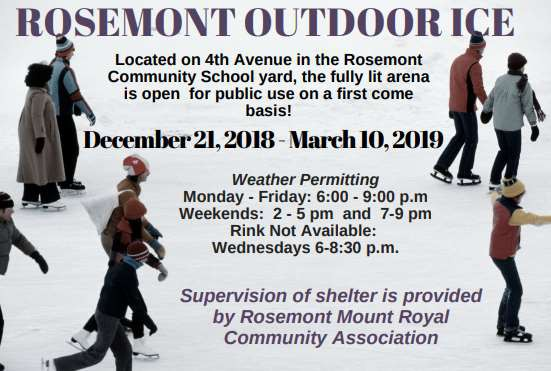 ROSEMONT OUTDOOR ICE
Located on 4th Avenue in the Rosemont
Community School yard, the fully lit arena
is open for public use on a first come
basis!
December 21, 2018 - March 10, 2019
Weather Permitting
Monday - Friday: 6:00 - 9:00 p.m
Weekends: 2 - 5 pm and 7-9 pm
Rink Not Available:
Wednesdays 6-8:30 p.m.
Supervision of shelter is provided
by Rosemont Mount Royal
Community Association